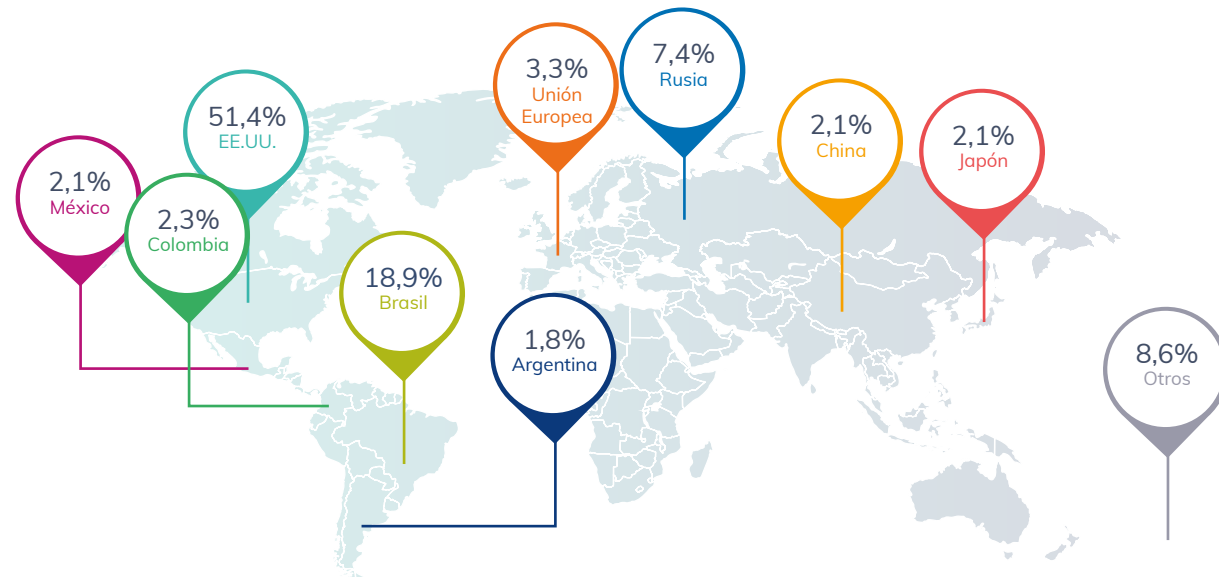 7,4%
Rusia
3,3%
Unión
Europea
51,4%
EE.UU.
2,1%
China
2,1%
Japón
2,1%
México
2,3%
Colombia
18,9%
Brasil
1,8%
Argentina
8,6%
Otros